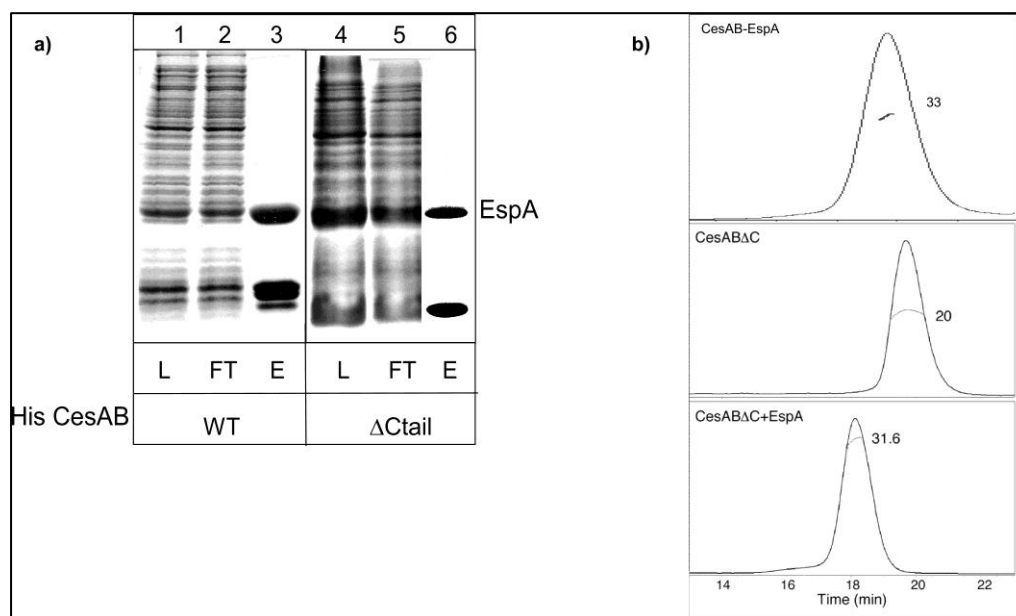 a)
1 2 3 4 5 6
EspA
L FT E L FT E
His CesAB
WT ΔCtail
b)
CesAB-EspA
33
CesABΔC
20
CesABΔC+EspA
31.6
14 16 18 20 22
Time (min)